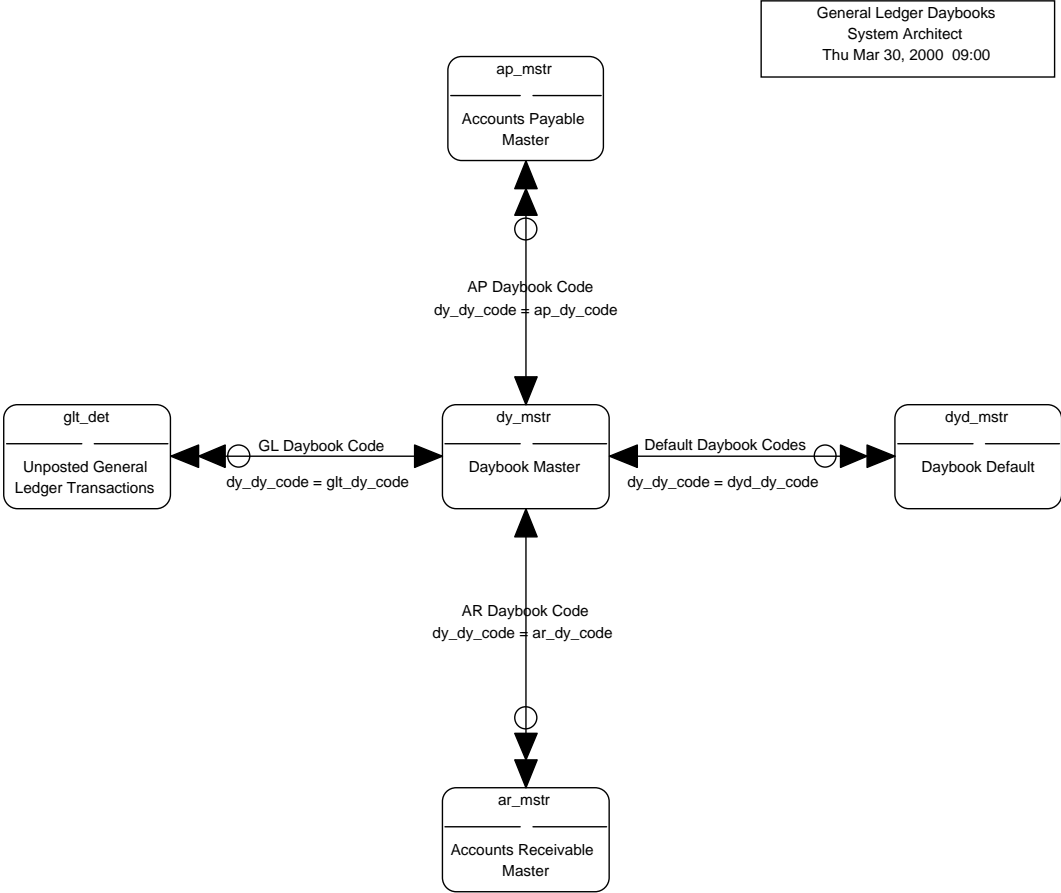 General Ledger Daybooks
System Architect
Thu Mar 30, 2000 09:00
ap_mstr
Accounts Payable
Master
AP Daybook Code
dy_dy_code = ap_dy_code
glt_det
Unposted General
Ledger Transactions
GL Daybook Code
dy_dy_code = glt_dy_code
dy_mstr
Daybook Master
Default Daybook Codes
dy_dy_code = dyd_dy_code
dyd_mstr
Daybook Default
AR Daybook Code
dy_dy_code = ar_dy_code
ar_mstr
Accounts Receivable
Master